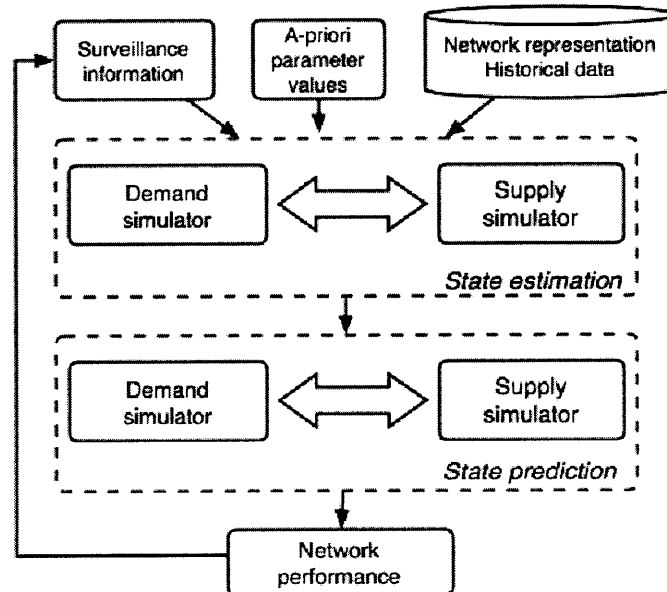 Surveillance
information
A-priori
parameter
values
Network representation
Historical data
Demand
simulator
Supply
simulator
State estimation
Demand
simulator
Supply
simulator
State prediction
Network
performance